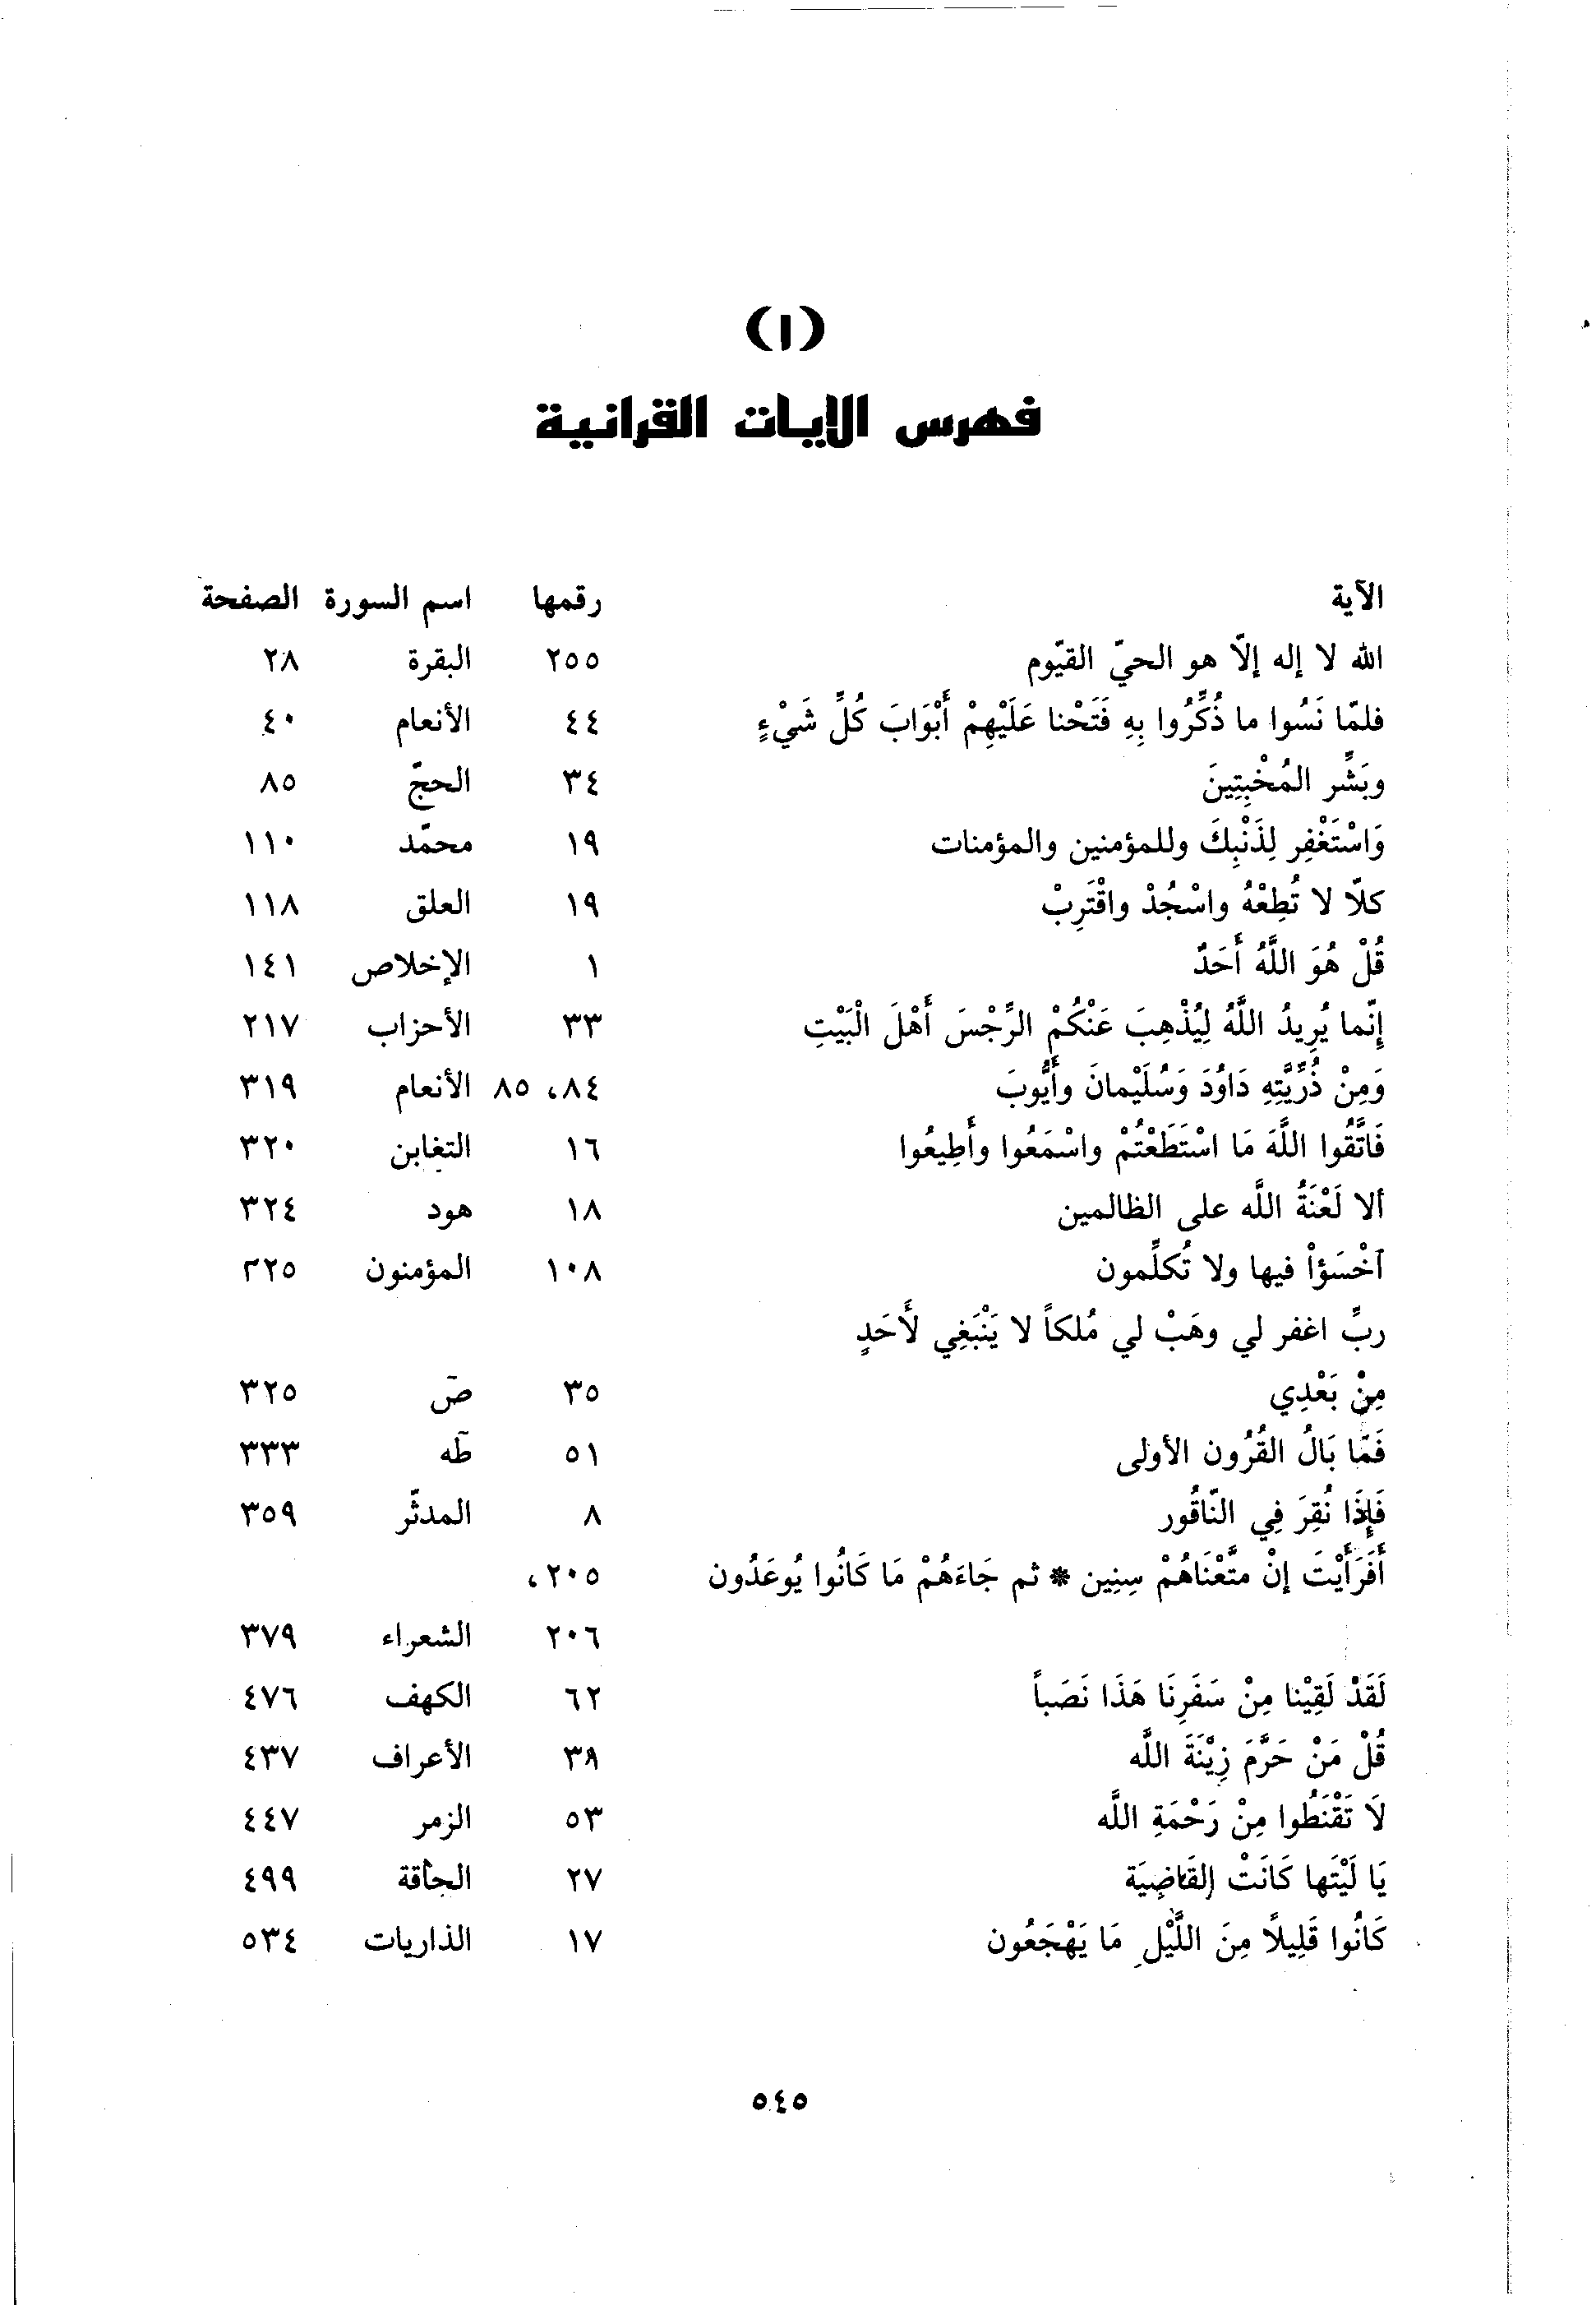 (١)
فهرس الايات القرانية
الآية رقمها اسم السورة الصفحة
الله لا إله إلّا هو الحيّ القيّوم ٢٥٥ البقرة ٢٨
فلمّا نَسُوا ما ذُكِّرُوا بِهِ فَتَحْنا عَلَيْهِمْ أَبْوَابَ كُلِّ شَيْءٍ ٤٤ الأنعام ٤٠
وبَشِّر المُخْبِتِينَ ٣٤ الحجّ ٨٥
وَاسْتَغْفِر لِذَنْبِكَ وللمؤمنين والمؤمنات ١٩ محمّد ١١٠
كلّا لا تُطِعْهُ واسْجُدْ واقْتَرِبْ ١٩ العلق ١١٨
قُلْ هُوَ اللَّهُ أَحَدٌ ١ الإخلاص ١٤١
إِنّما يُرِيدُ اللَّهُ لِيُذْهِبَ عَنْكُمْ الرِّجْسَ أَهْلَ الْبَيْتِ ٣٣ الأحزاب ٢١٧
وَمِنْ ذُرِّيَّتِهِ دَاوُدَ وَسُلَيْمانَ وأَيُّوبَ ٨٤، ٨٥ الأنعام ٣١٩
فَاتَّقُوا اللَّهَ مَا اسْتَطَعْتُمْ واسْمَعُوا وأَطِيعُوا ١٦ التغابن ٣٢٠
ألا لَعْنَةُ اللَّه على الظالمين ١٨ هود ٣٢٤
آخْسَؤاْ فيها ولا تُكلِّمون ١٠٨ المؤمنون ٣٢٥
ربِّ اغفر لي وهَبْ لي مُلكاً لا يَنْبَغِي لأَحَدٍ
مِنْ بَعْدِي ٣٥ صۤ ٣٢٥
فَمَّا بَالُ القُرُون الأولى ٥١ طۤه ٣٣٣
فَإِذَا نُقِرَ فِي النّاقُور ٨ المدثّر ٣٥٩
أَفَرَأَيْتَ إِنْ متَّعْنَاهُمْ سِنِين * ثم جَاءَهُمْ مَا كَانُوا يُوعَدُون ٢٠٥،
٢٠٦ الشعراء ٣٧٩
لَقَدْ لَقِيْنا مِنْ سَفَرِنَا هَذَا نَصَباً ٦٢ الكهف ٤٧٦
قُلْ مَنْ حَرَّمَ زِيْنَةَ اللَّه ٣٨ الأعراف ٤٣٧
لَا تَقْنَطُوا مِنْ رَحْمَةِ اللَّه ٥٣ الزمر ٤٤٧
يَا لَيْتَها كَانَتْ القَاضِيَة ٢٧ الحاقة ٤٩٩
كَانُوا قَلِيلًا مِنَ اللَّيْلِ مَا يَهْجَعُون ١٧ الذاريات ٥٣٤
٥٤٥